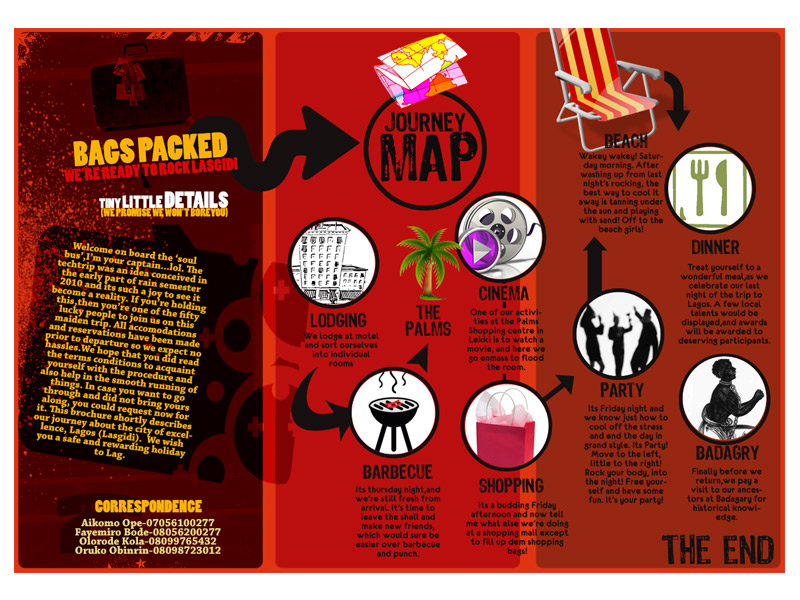 BAGS PACKED
WE'RE READY TO ROCK LASGIDI
TINY LITTLE DETAILS
(WE PROMISE WE WON'T BORE YOU)
Welcome on board the 'soul
bus',I'm your captain...lol. The
techtrip was an idea conceived in
the early part of rain semester
2010 and its such a joy to see it
become a reality. If you're holding
this,then you're one of the fifty
lucky people to join us on this
maiden trip. All accomodations
and reservations have been made
prior to departure so we expect no
hassles.We hope that you did read
the terms conditions to acquaint
yourself with the procedure and
also help in the smooth running of
things. In case you want to go
through and did not bring yours
along, you could request now for
it. This brochure shortly describes
our journey about the city of excel-
lence, Lagos (Lasgidi). We wish
you a safe and rewarding holiday
to Lag.
CORRESPONDENCE
Aikomo Ope-07056100277
Fayemiro Bode-08056200277
Olorode Kola-08099765432
Oruko Obinrin-08098723012
JOURNEY
MAP
LODGING
We lodge at motel
and sort ourselves
into individual
rooms
BARBECUE
Its thursday night,and
we're still fresh from
arrival. It's time to
leave the shell and
make new friends,
which would sure be
easier over barbecue
and punch.
THE
PALMS
CINEMA
One of our activi-
ties at the Palms
Shopping centre in
Lekki is to watch a
movie, and here we
go enmass to flood
the room.
SHOPPING
Its a budding Friday
afternoon and now tell
me what else we're doing
at a shopping mall except
to fill up dem shopping
bags!
PARTY
Its Friday night and
we know just how to
cool off the stress
and end the day in
grand style. Its Party!
Move to the left,
little to the right!
Rock your body, into
the night! Free your-
self and have some
fun. It's your party!
BEACH
Wakey wakey! Satur-
day morning. After
washing up from last
night's rocking, the
best way to cool it
away is tanning under
the sun and playing
with sand! Off to the
beach girls!
DINNER
Treat yourself to a
wonderful meal,as we
celebrate our last
night of the trip to
Lagos. A few local
talents would be
displayed,and awards
will be awarded to
deserving participants.
BADAGRY
Finally before we
return,we pay a
visit to our ances-
tors at Badagary for
historical knowl-
edge.
THE END